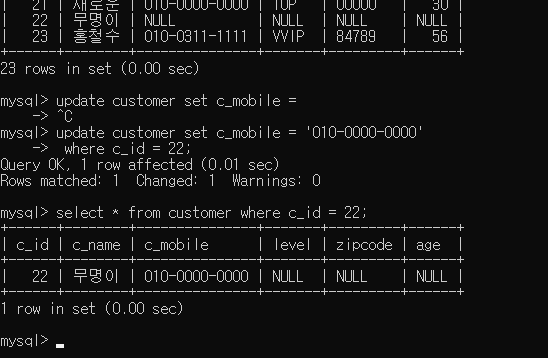 |   21 | 새로운 | 010-0000-0000 | TOP   | 00000   |   30 |
|   22 | 무명이 | NULL          | NULL  | NULL    | NULL |
|   23 | 홍철수 | 010-0311-1111 | VVIP  | 84789   |   56 |
+------+--------+---------------+-------+---------+------+
23 rows in set (0.00 sec)

mysql> update customer set c_mobile =
    -> ^C
mysql> update customer set c_mobile = '010-0000-0000'
    ->  where c_id = 22;
Query OK, 1 row affected (0.01 sec)
Rows matched: 1  Changed: 1  Warnings: 0

mysql> select * from customer where c_id = 22;
+------+--------+---------------+-------+---------+------+
| c_id | c_name | c_mobile      | level | zipcode | age  |
+------+--------+---------------+-------+---------+------+
|   22 | 무명이 | 010-0000-0000 | NULL  | NULL    | NULL |
+------+--------+---------------+-------+---------+------+
1 row in set (0.00 sec)

mysql>